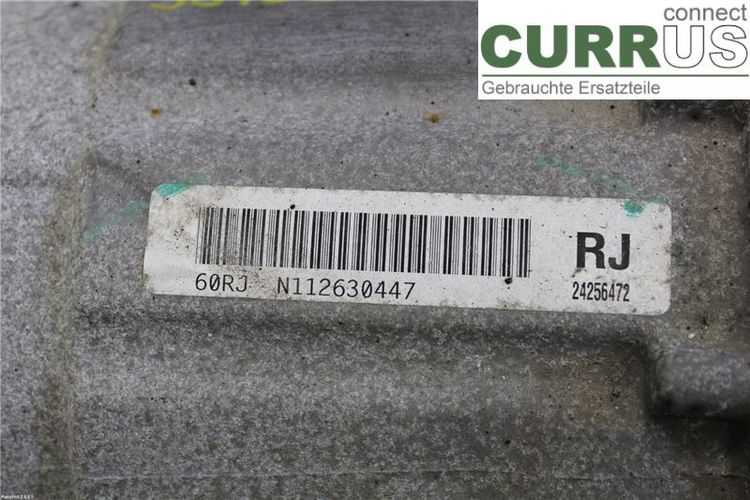 connect
CURRUS
Gebrauchte Ersatzteile
RJ
60RJ N112630447
24256472